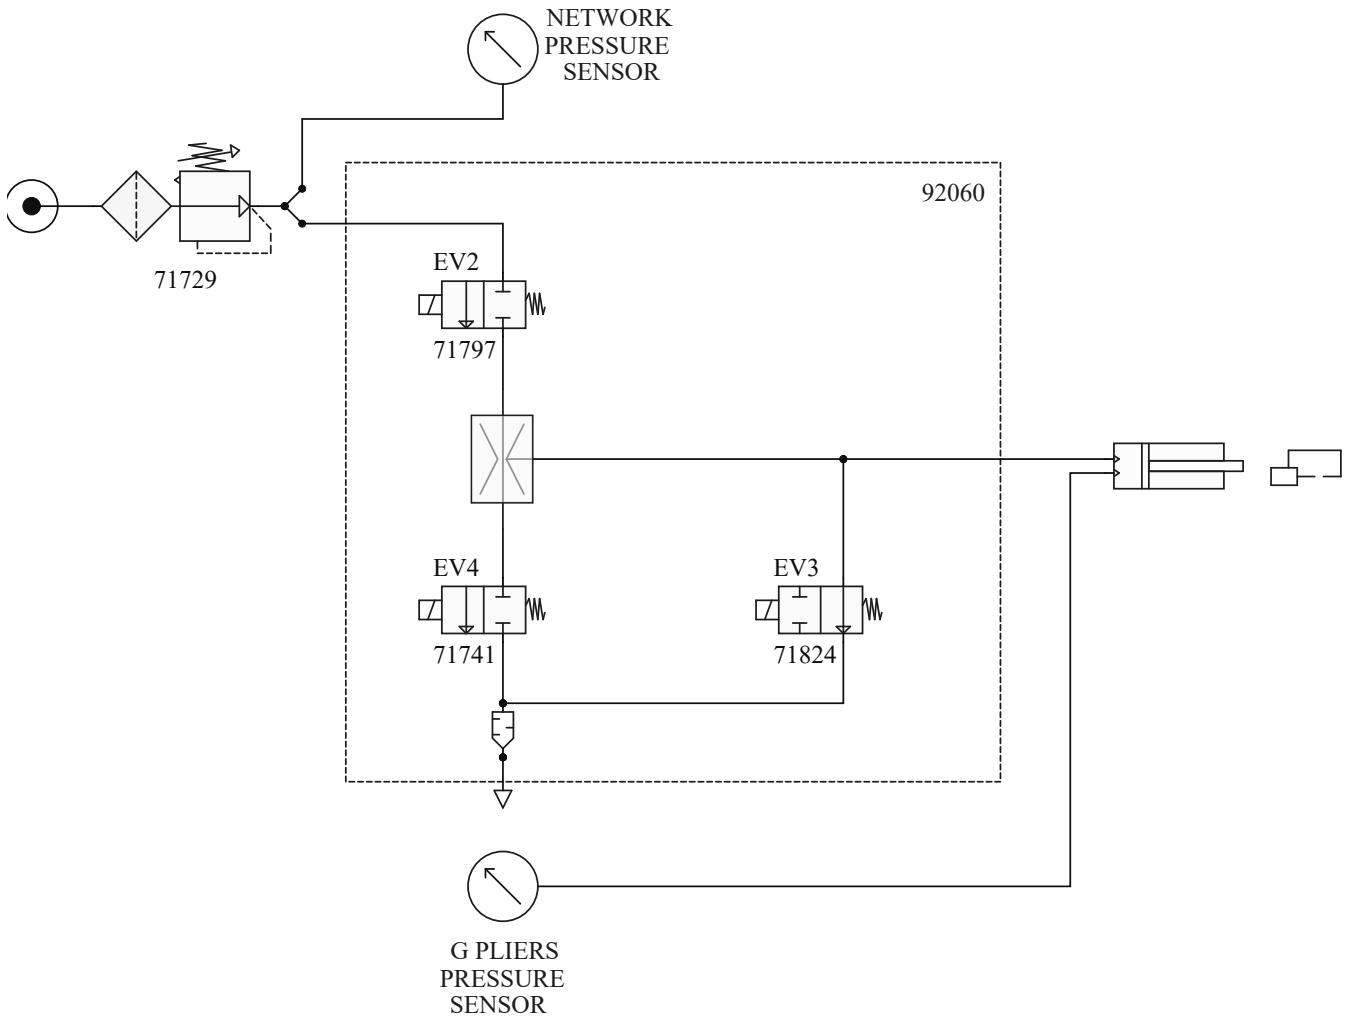 NETWORK
PRESSURE
SENSOR
92060
71729
EV2
71797
EV4
71741
EV3
71824
G PLIERS
PRESSURE
SENSOR